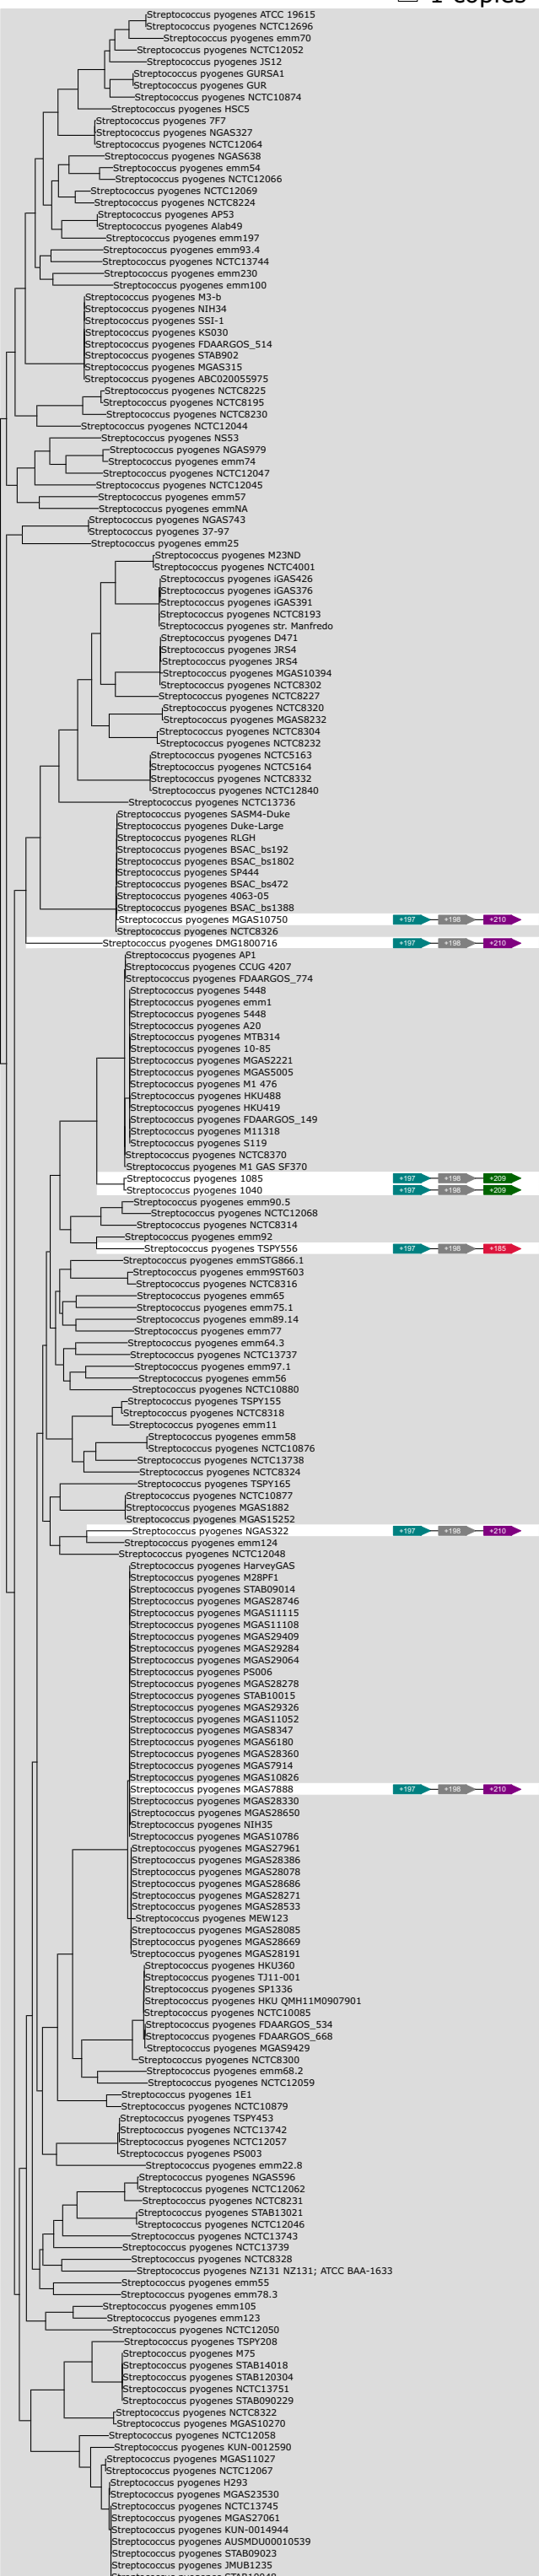 1 copies
Streptococcus pyogenes ATCC 19615
Streptococcus pyogenes NCTC12696
Streptococcus pyogenes emm70
Streptococcus pyogenes NCTC12052
Streptococcus pyogenes JS12
Streptococcus pyogenes GURSA1
Streptococcus pyogenes GUR
Streptococcus pyogenes NCTC10874
Streptococcus pyogenes HSC5
Streptococcus pyogenes 7F7
Streptococcus pyogenes NGAS327
Streptococcus pyogenes NCTC12064
Streptococcus pyogenes NGAS638
Streptococcus pyogenes emm54
Streptococcus pyogenes NCTC12066
Streptococcus pyogenes NCTC12069
Streptococcus pyogenes NCTC8224
Streptococcus pyogenes AP53
Streptococcus pyogenes Alab49
Streptococcus pyogenes emm197
Streptococcus pyogenes emm93.4
Streptococcus pyogenes NCTC13744
Streptococcus pyogenes emm230
Streptococcus pyogenes emm100
Streptococcus pyogenes M3-b
Streptococcus pyogenes NIH34
Streptococcus pyogenes SSI-1
Streptococcus pyogenes KS030
Streptococcus pyogenes FDAARGOS_514
Streptococcus pyogenes STAB902
Streptococcus pyogenes MGAS315
Streptococcus pyogenes ABC020055975
Streptococcus pyogenes NCTC8225
Streptococcus pyogenes NCTC8195
Streptococcus pyogenes NCTC8230
Streptococcus pyogenes NCTC12044
Streptococcus pyogenes NS53
Streptococcus pyogenes NGAS979
Streptococcus pyogenes emm74
Streptococcus pyogenes NCTC12047
Streptococcus pyogenes NCTC12045
Streptococcus pyogenes emm57
Streptococcus pyogenes emmNA
Streptococcus pyogenes NGAS743
Streptococcus pyogenes 37-97
Streptococcus pyogenes emm25
Streptococcus pyogenes M23ND
Streptococcus pyogenes NCTC4001
Streptococcus pyogenes iGAS426
Streptococcus pyogenes iGAS376
Streptococcus pyogenes iGAS391
Streptococcus pyogenes NCTC8193
Streptococcus pyogenes str. Manfredo
Streptococcus pyogenes D471
Streptococcus pyogenes JRS4
Streptococcus pyogenes JRS4
Streptococcus pyogenes MGAS10394
Streptococcus pyogenes NCTC8302
Streptococcus pyogenes NCTC8227
Streptococcus pyogenes NCTC8320
Streptococcus pyogenes MGAS8232
Streptococcus pyogenes NCTC8304
Streptococcus pyogenes NCTC8232
Streptococcus pyogenes NCTC5163
Streptococcus pyogenes NCTC5164
Streptococcus pyogenes NCTC8332
Streptococcus pyogenes NCTC12840
Streptococcus pyogenes NCTC13736
Streptococcus pyogenes SASM4-Duke
Streptococcus pyogenes Duke-Large
Streptococcus pyogenes RLGH
Streptococcus pyogenes BSAC_bs192
Streptococcus pyogenes BSAC_bs1802
Streptococcus pyogenes SP444
Streptococcus pyogenes BSAC_bs472
Streptococcus pyogenes 4063-05
Streptococcus pyogenes BSAC_bs1388
Streptococcus pyogenes MGAS10750 +197 +198 +210
Streptococcus pyogenes NCTC8326
Streptococcus pyogenes DMG1800716 +197 +198 +210
Streptococcus pyogenes AP1
Streptococcus pyogenes CCUG 4207
Streptococcus pyogenes FDAARGOS_774
Streptococcus pyogenes 5448
Streptococcus pyogenes emm1
Streptococcus pyogenes 5448
Streptococcus pyogenes A20
Streptococcus pyogenes MTB314
Streptococcus pyogenes 10-85
Streptococcus pyogenes MGAS2221
Streptococcus pyogenes MGAS5005
Streptococcus pyogenes M1 476
Streptococcus pyogenes HKU488
Streptococcus pyogenes HKU419
Streptococcus pyogenes FDAARGOS_149
Streptococcus pyogenes M11318
Streptococcus pyogenes S119
Streptococcus pyogenes NCTC8370
Streptococcus pyogenes M1 GAS SF370
Streptococcus pyogenes 1085 +197 +198 +209
Streptococcus pyogenes 1040 +197 +198 +209
Streptococcus pyogenes emm90.5
Streptococcus pyogenes NCTC12068
Streptococcus pyogenes NCTC8314
Streptococcus pyogenes emm92
Streptococcus pyogenes TSPY556 +197 +198 +185
Streptococcus pyogenes emmSTG866.1
Streptococcus pyogenes emm9ST603
Streptococcus pyogenes NCTC8316
Streptococcus pyogenes emm65
Streptococcus pyogenes emm75.1
Streptococcus pyogenes emm89.14
Streptococcus pyogenes emm77
Streptococcus pyogenes emm64.3
Streptococcus pyogenes NCTC13737
Streptococcus pyogenes emm97.1
Streptococcus pyogenes emm56
Streptococcus pyogenes NCTC10880
Streptococcus pyogenes TSPY155
Streptococcus pyogenes NCTC8318
Streptococcus pyogenes emm11
Streptococcus pyogenes emm58
Streptococcus pyogenes NCTC10876
Streptococcus pyogenes NCTC13738
Streptococcus pyogenes NCTC8324
Streptococcus pyogenes TSPY165
Streptococcus pyogenes NCTC10877
Streptococcus pyogenes MGAS1882
Streptococcus pyogenes MGAS15252
Streptococcus pyogenes NGAS322 +197 +198 +210
Streptococcus pyogenes emm124
Streptococcus pyogenes NCTC12048
Streptococcus pyogenes HarveyGAS
Streptococcus pyogenes M28PF1
Streptococcus pyogenes STAB09014
Streptococcus pyogenes MGAS28746
Streptococcus pyogenes MGAS11115
Streptococcus pyogenes MGAS11108
Streptococcus pyogenes MGAS29409
Streptococcus pyogenes MGAS29284
Streptococcus pyogenes MGAS29064
Streptococcus pyogenes PS006
Streptococcus pyogenes MGAS28278
Streptococcus pyogenes STAB10015
Streptococcus pyogenes MGAS29326
Streptococcus pyogenes MGAS11052
Streptococcus pyogenes MGAS8347
Streptococcus pyogenes MGAS6180
Streptococcus pyogenes MGAS28360
Streptococcus pyogenes MGAS7914
Streptococcus pyogenes MGAS10826
Streptococcus pyogenes MGAS7888 +197 +198 +210
Streptococcus pyogenes MGAS28330
Streptococcus pyogenes MGAS28650
Streptococcus pyogenes NIH35
Streptococcus pyogenes MGAS10786
Streptococcus pyogenes MGAS27961
Streptococcus pyogenes MGAS28386
Streptococcus pyogenes MGAS28078
Streptococcus pyogenes MGAS28686
Streptococcus pyogenes MGAS28271
Streptococcus pyogenes MGAS28533
Streptococcus pyogenes MEW123
Streptococcus pyogenes MGAS28085
Streptococcus pyogenes MGAS28669
Streptococcus pyogenes MGAS28191
Streptococcus pyogenes HKU360
Streptococcus pyogenes TJ11-001
Streptococcus pyogenes SP1336
Streptococcus pyogenes HKU QMH11M0907901
Streptococcus pyogenes NCTC10085
Streptococcus pyogenes FDAARGOS_534
Streptococcus pyogenes FDAARGOS_668
Streptococcus pyogenes MGAS9429
Streptococcus pyogenes NCTC8300
Streptococcus pyogenes emm68.2
Streptococcus pyogenes NCTC12059
Streptococcus pyogenes 1E1
Streptococcus pyogenes NCTC10879
Streptococcus pyogenes TSPY453
Streptococcus pyogenes NCTC13742
Streptococcus pyogenes NCTC12057
Streptococcus pyogenes PS003
Streptococcus pyogenes emm22.8
Streptococcus pyogenes NGAS596
Streptococcus pyogenes NCTC12062
Streptococcus pyogenes NCTC8231
Streptococcus pyogenes STAB13021
Streptococcus pyogenes NCTC12046
Streptococcus pyogenes NCTC13743
Streptococcus pyogenes NCTC13739
Streptococcus pyogenes NCTC8328
Streptococcus pyogenes NZ131 NZ131; ATCC BAA-1633
Streptococcus pyogenes emm55
Streptococcus pyogenes emm78.3
Streptococcus pyogenes emm105
Streptococcus pyogenes emm123
Streptococcus pyogenes NCTC12050
Streptococcus pyogenes TSPY208
Streptococcus pyogenes M75
Streptococcus pyogenes STAB14018
Streptococcus pyogenes STAB120304
Streptococcus pyogenes NCTC13751
Streptococcus pyogenes STAB090229
Streptococcus pyogenes NCTC8322
Streptococcus pyogenes MGAS10270
Streptococcus pyogenes NCTC12058
Streptococcus pyogenes KUN-0012590
Streptococcus pyogenes MGAS11027
Streptococcus pyogenes NCTC12067
Streptococcus pyogenes H293
Streptococcus pyogenes MGAS23530
Streptococcus pyogenes NCTC13745
Streptococcus pyogenes MGAS27061
Streptococcus pyogenes KUN-0014944
Streptococcus pyogenes AUSMDU00010539
Streptococcus pyogenes STAB09023
Streptococcus pyogenes JMUB1235